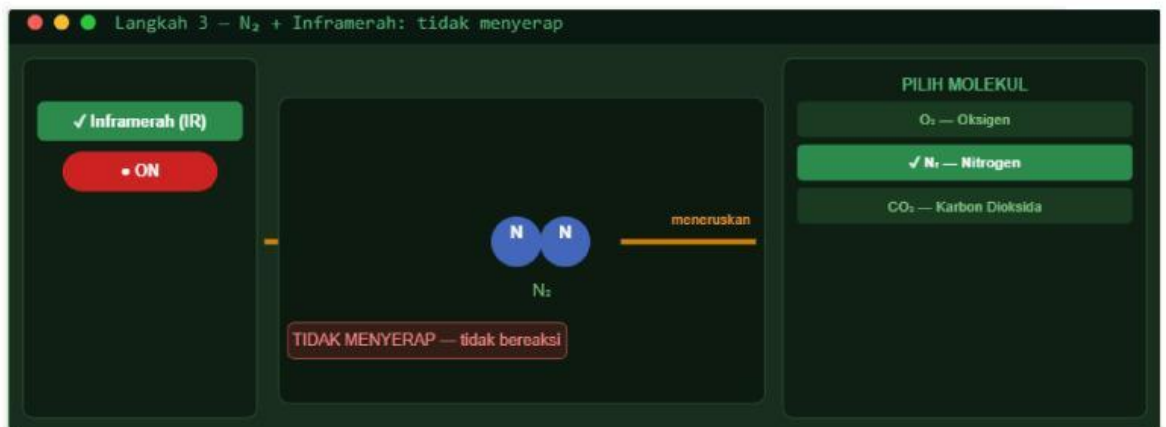 Langkah 3 — N₂ + Inframerah: tidak menyerap
✓ Inframerah (IR)
• ON
N N
N₂
meneruskan
TIDAK MENYERAP — tidak bereaksi
PILIH MOLEKUL
O₂ — Oksigen
✓ N₂ — Nitrogen
CO₂ — Karbon Dioksida